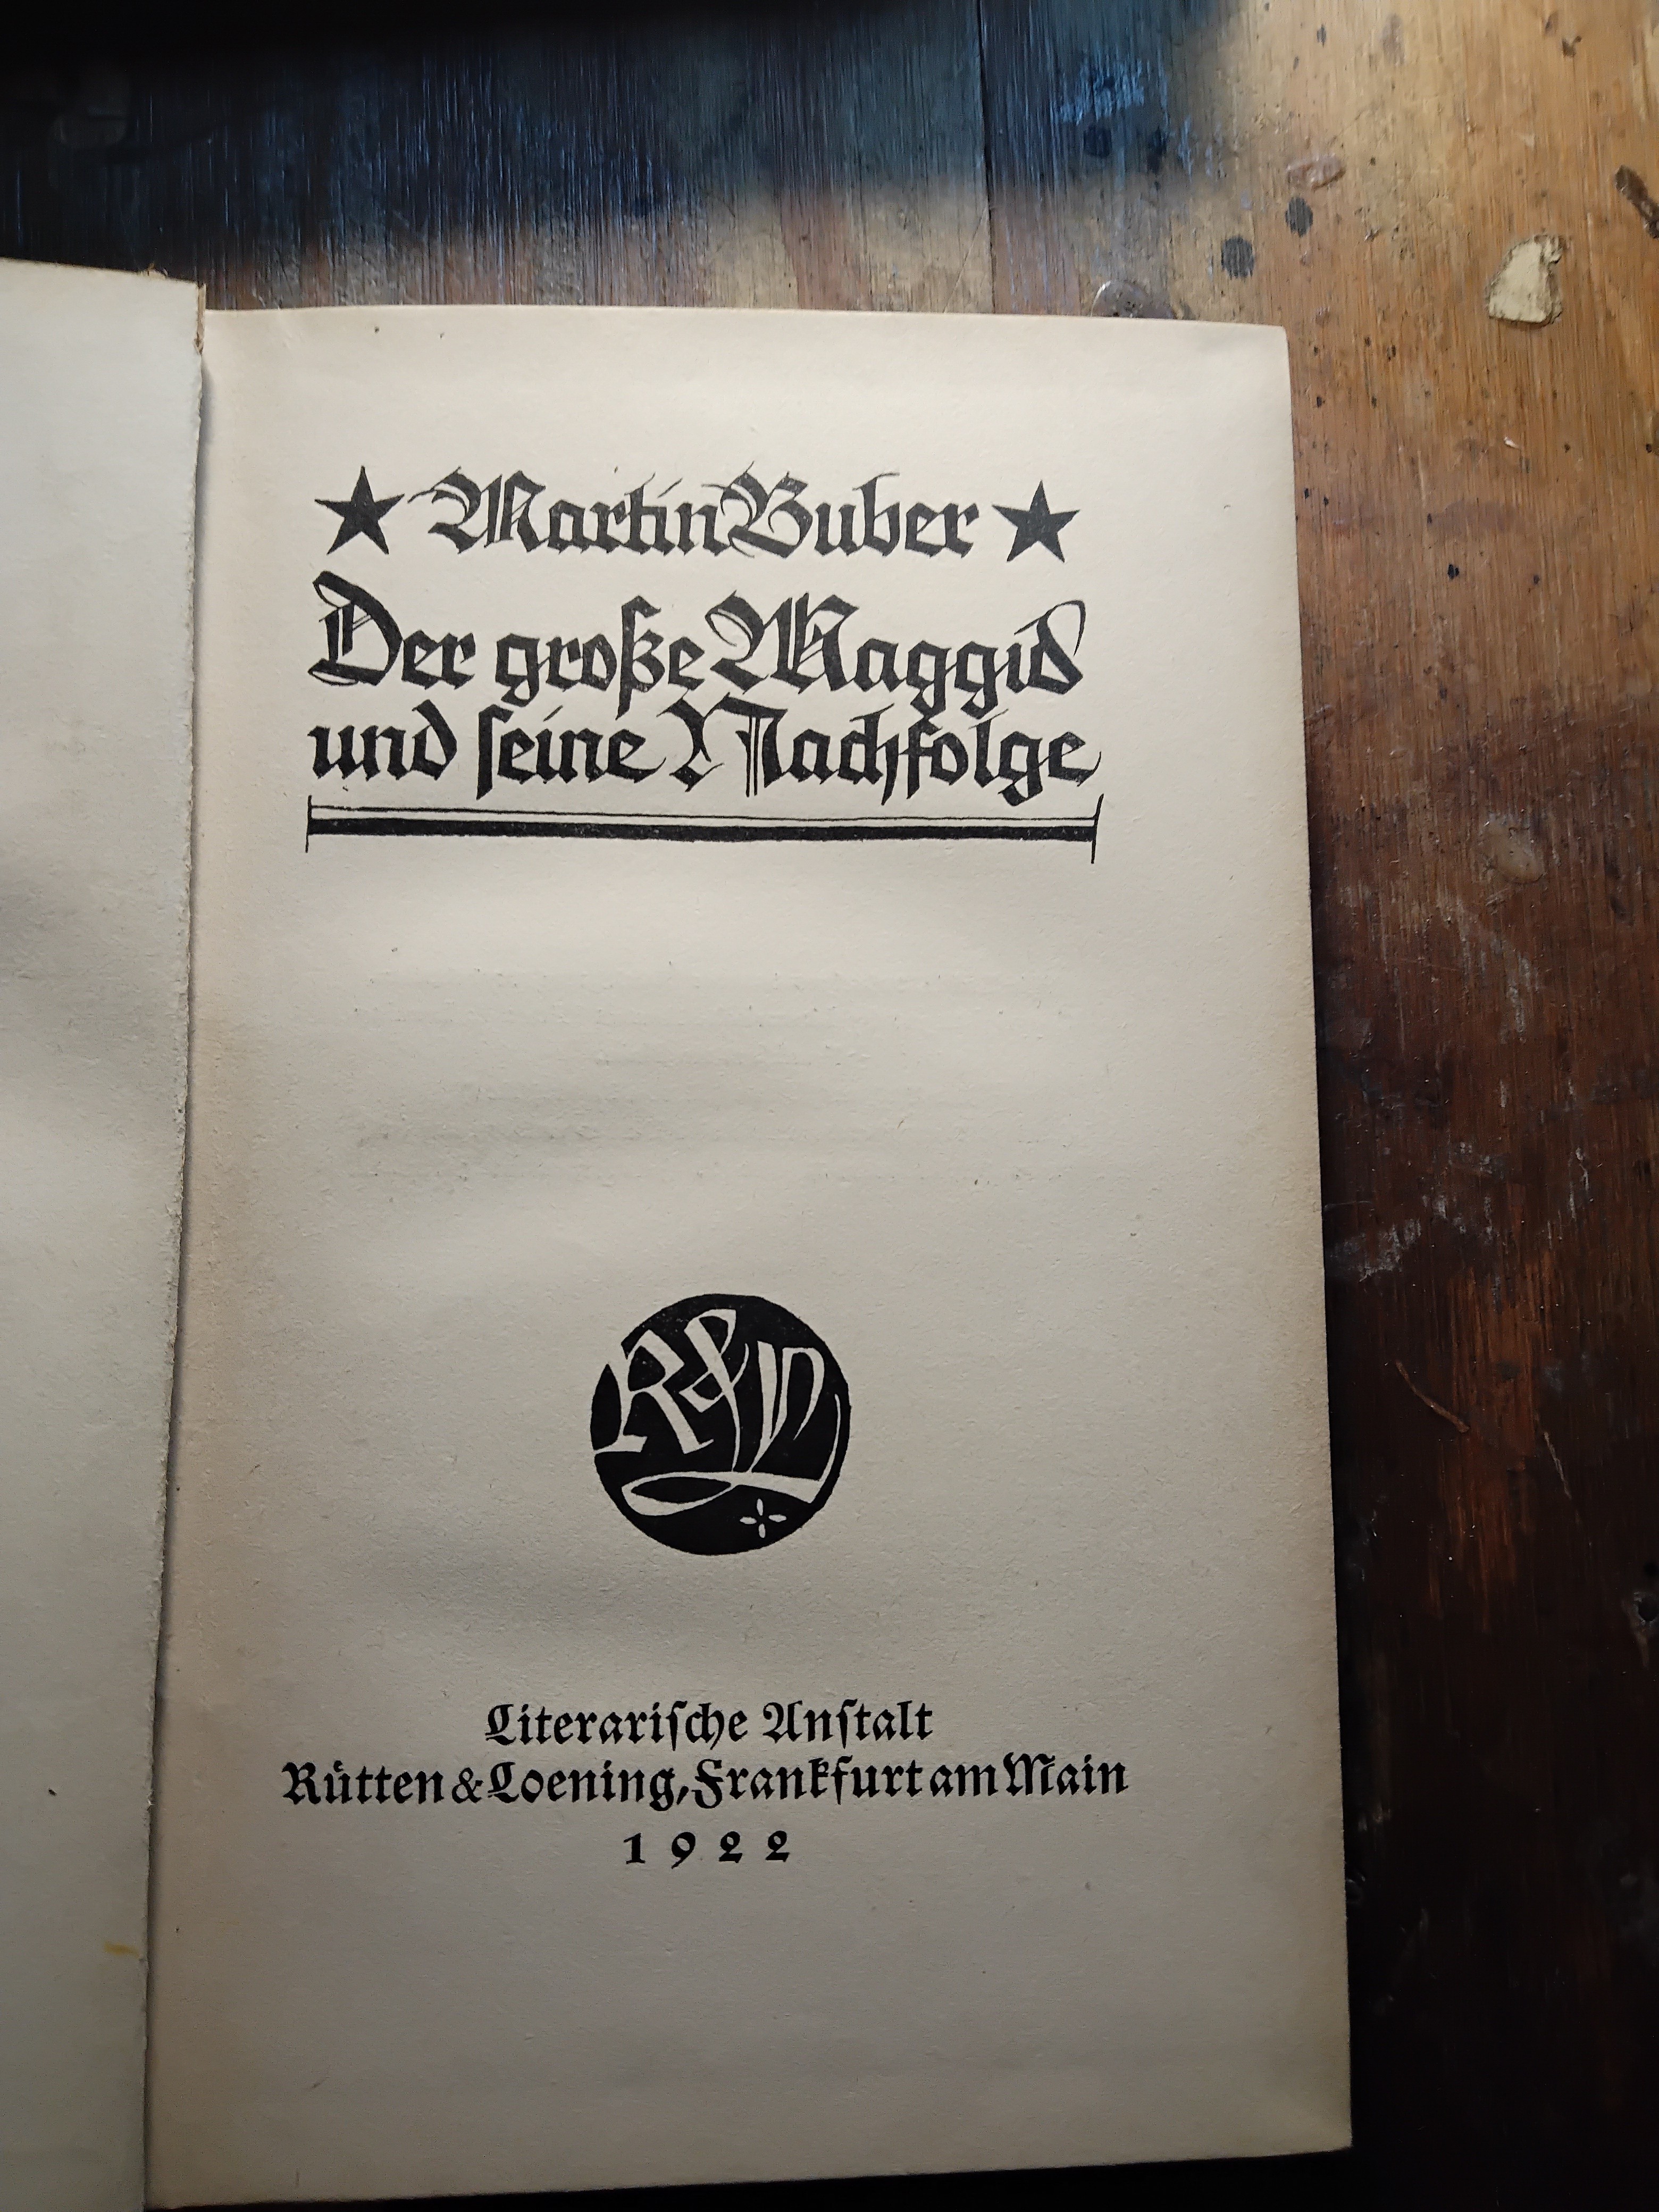 ★ Martin Buber ★
Der große Maggid
und seine Nachfolge
R&L
Literariſche Anſtalt
Rütten & Loening, Frankfurt am Main
1922